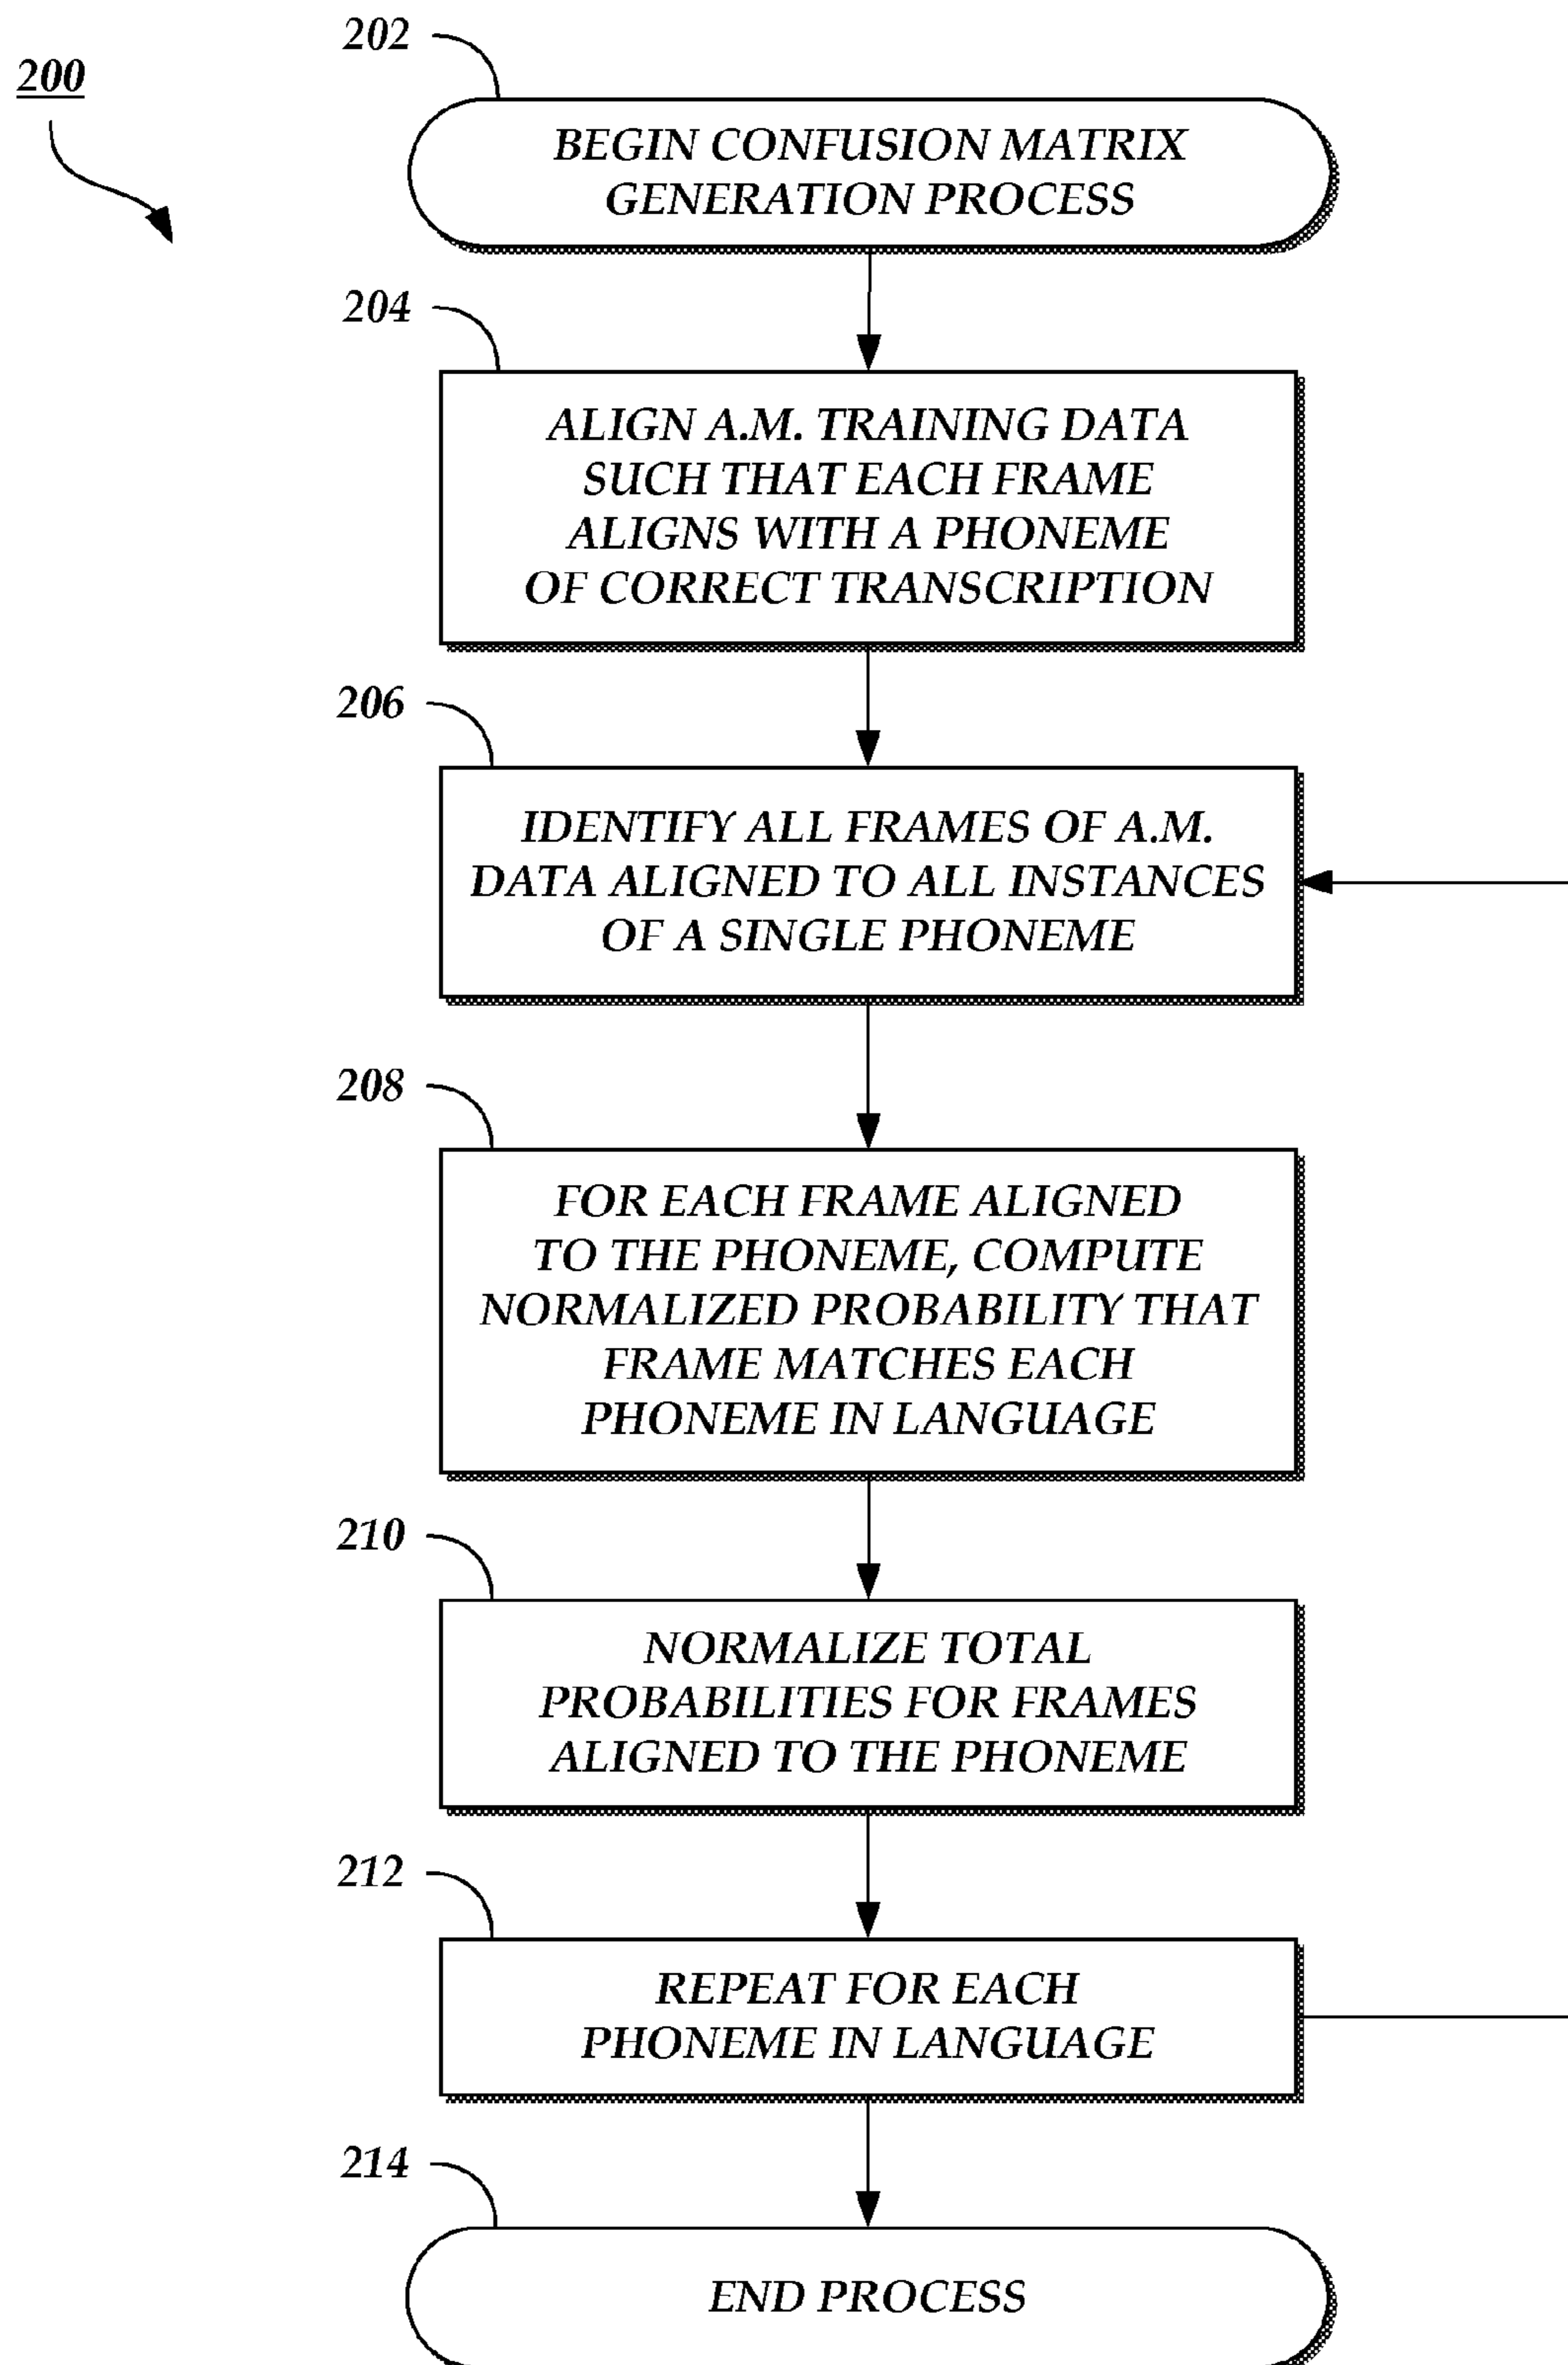 200
202
BEGIN CONFUSION MATRIX
GENERATION PROCESS
204
ALIGN A.M. TRAINING DATA
SUCH THAT EACH FRAME
ALIGNS WITH A PHONEME
OF CORRECT TRANSCRIPTION
206
IDENTIFY ALL FRAMES OF A.M.
DATA ALIGNED TO ALL INSTANCES
OF A SINGLE PHONEME
208
FOR EACH FRAME ALIGNED
TO THE PHONEME, COMPUTE
NORMALIZED PROBABILITY THAT
FRAME MATCHES EACH
PHONEME IN LANGUAGE
210
NORMALIZE TOTAL
PROBABILITIES FOR FRAMES
ALIGNED TO THE PHONEME
212
REPEAT FOR EACH
PHONEME IN LANGUAGE
214
END PROCESS